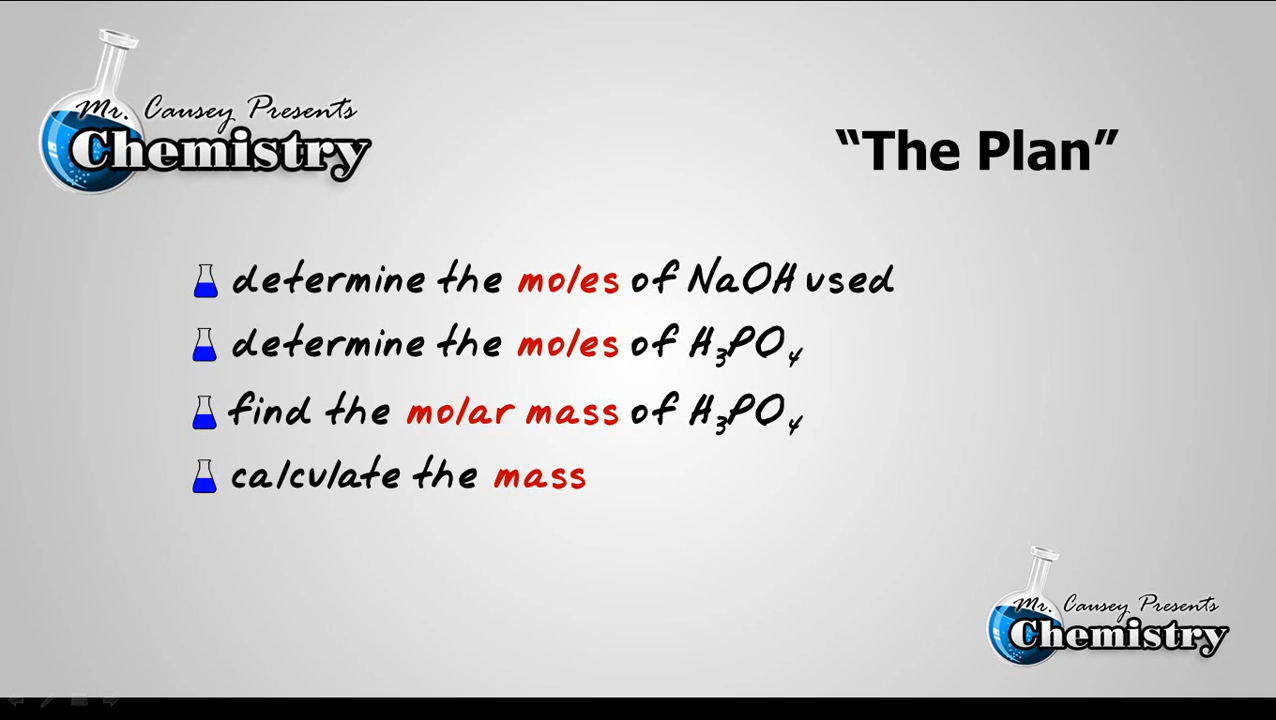 Mr. Causey Presents
Chemistry
“The Plan”
determine the moles of NaOH used
determine the moles of H₃PO₄
find the molar mass of H₃PO₄
calculate the mass
Mr. Causey Presents
Chemistry